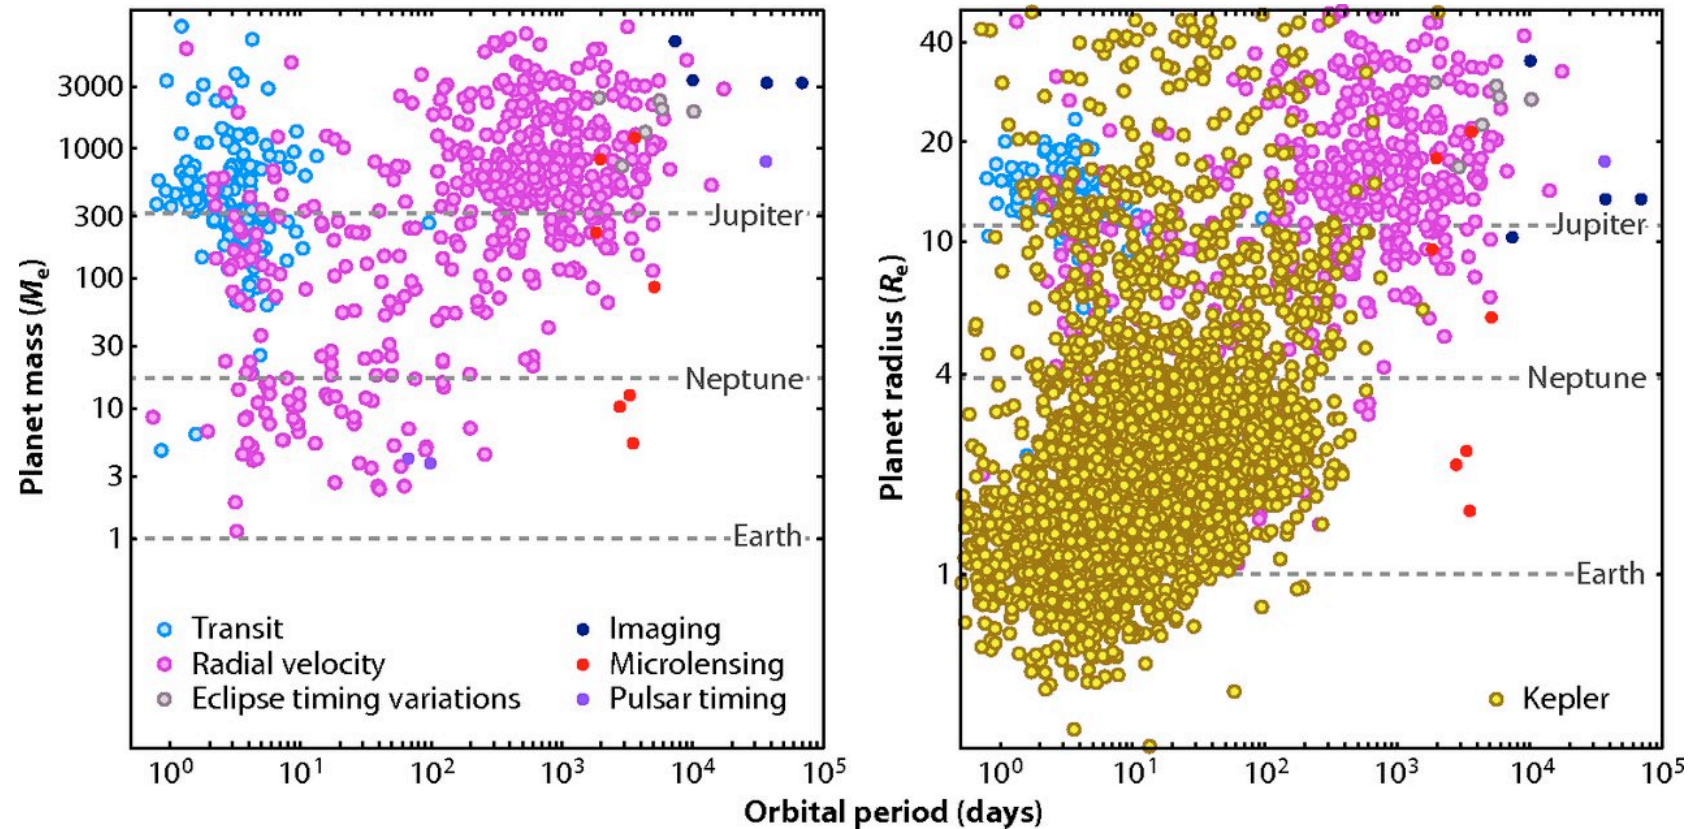 Planet mass (Mₑ)
3000
1000
300
100
30
10
3
1
Jupiter
Neptune
Earth
Transit
Radial velocity
Eclipse timing variations
Imaging
Microlensing
Pulsar timing
10⁰ 10¹ 10² 10³ 10⁴ 10⁵
Planet radius (Rₑ)
40
20
10
4
1
Jupiter
Neptune
Earth
Kepler
10⁰ 10¹ 10² 10³ 10⁴ 10⁵
Orbital period (days)